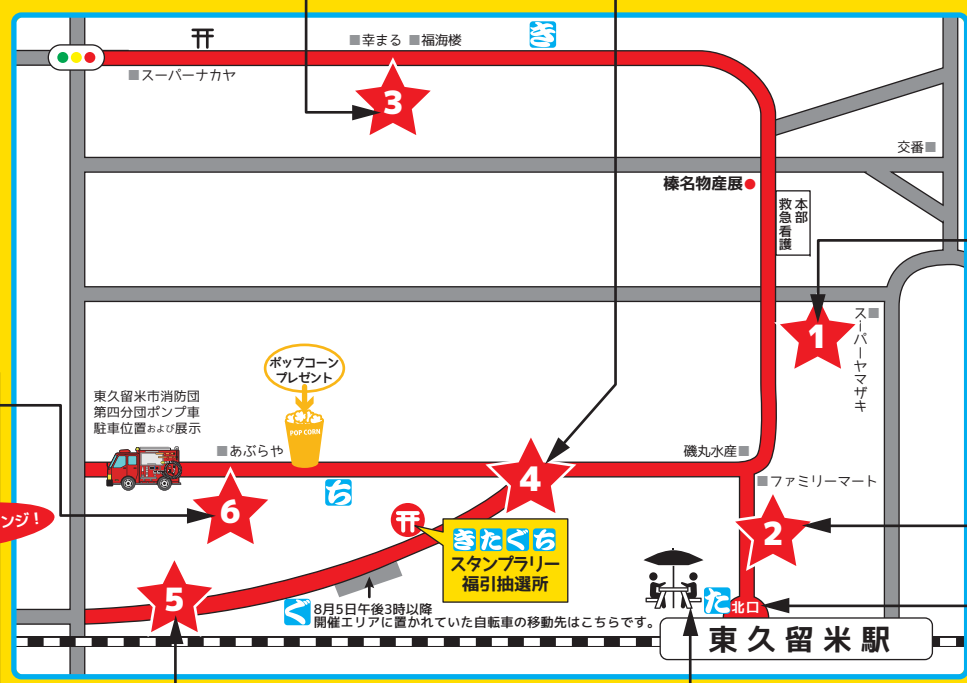 き
■幸まる ■福海楼
■スーパーナカヤ
3
交番■
榛名物産展●
本部
救急看護
1
スーパーヤマザキ■
ポップコーン
プレゼント
POP CORN
東久留米市消防団
第四分団ポンプ車
駐車位置および展示
■あぶらや
磯丸水産■
4
ち
■ファミリーマート
6
2
ンジ！
きたぐち
スタンプラリー
福引抽選所
5
ぐ
8月5日午後3時以降
開催エリアに置かれていた自転車の移動先はこちらです。
た
北口
東久留米駅